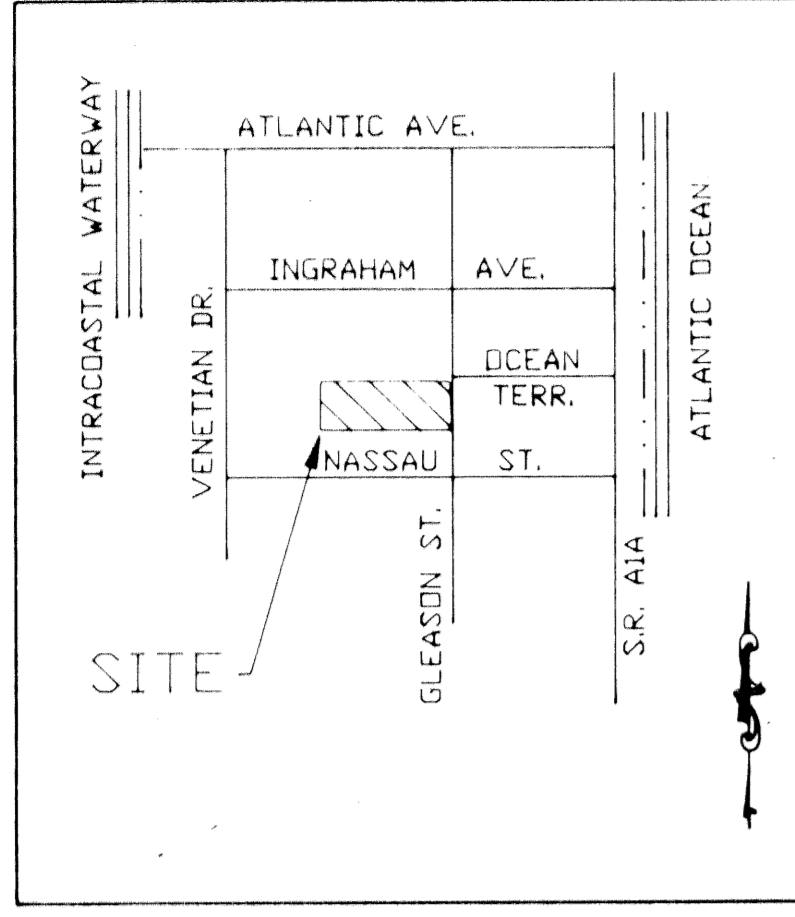 INTRACOASTAL WATERWAY
ATLANTIC AVE.
INGRAHAM AVE.
VENETIAN DR.
OCEAN
TERR.
NASSAU ST.
GLEASON ST.
S.R. A1A
ATLANTIC OCEAN
SITE